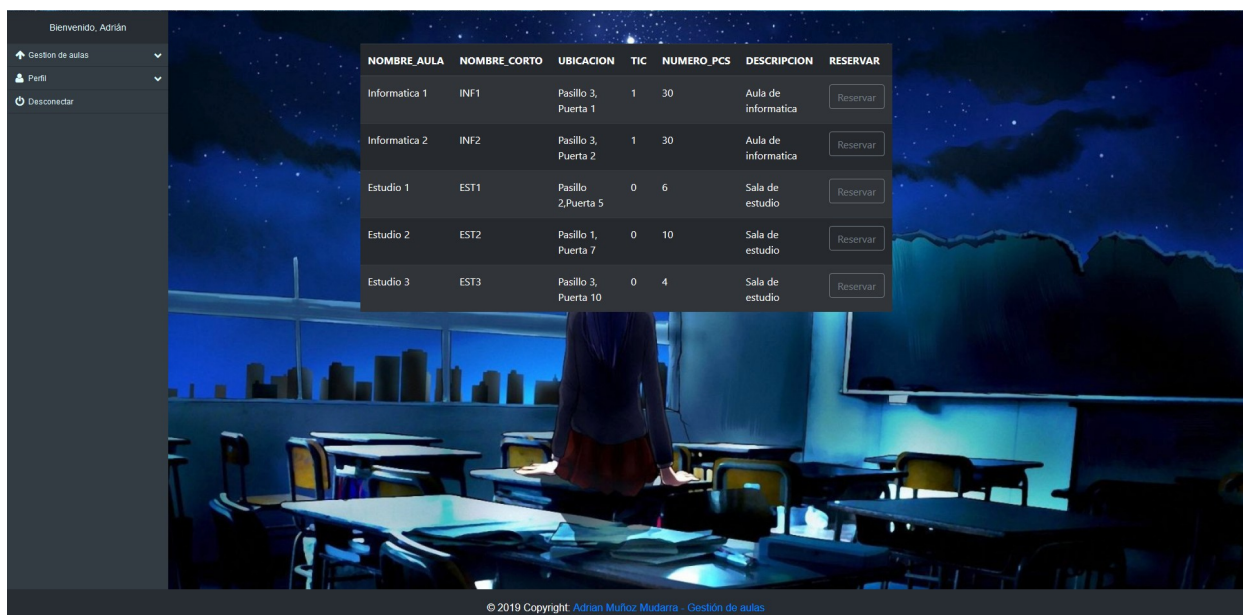 Bienvenido, Adrián
Gestion de aulas
Perfil
Desconectar
NOMBRE_AULA NOMBRE_CORTO UBICACION TIC NUMERO_PCS DESCRIPCION RESERVAR
Informatica 1 INF1 Pasillo 3, 1 30 Aula de Reservar
Puerta 1 informatica
Informatica 2 INF2 Pasillo 3, 1 30 Aula de Reservar
Puerta 2 informatica
Estudio 1 EST1 Pasillo 0 6 Sala de Reservar
2,Puerta 5 estudio
Estudio 2 EST2 Pasillo 1, 0 10 Sala de Reservar
Puerta 7 estudio
Estudio 3 EST3 Pasillo 3, 0 4 Sala de Reservar
Puerta 10 estudio
© 2019 Copyright: Adrian Muñoz Mudarra - Gestión de aulas